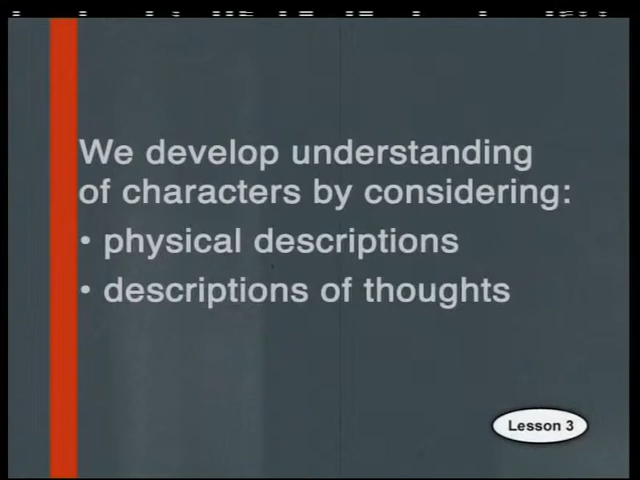 We develop understanding
of characters by considering:
• physical descriptions
• descriptions of thoughts
Lesson 3